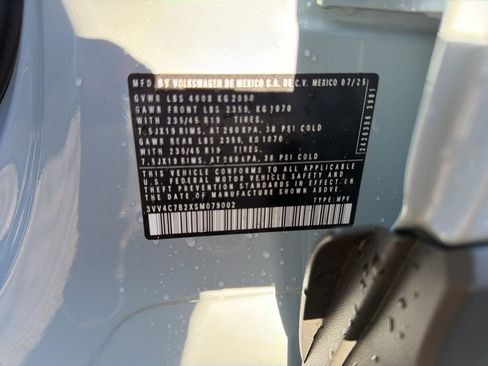 MFD. BY VOLKSWAGEN DE MEXICO S.A. DE C.V. MEXICO 07/25
GVWR LBS 4608 KG 2090
GAWR FRONT LBS 2359, KG 1070
WITH 235/45 R19 TIRES,
7.5JX19 RIMS, AT 260KPA, 38 PSI COLD
GAWR REAR LBS 2359, KG 1070
WITH 235/45 R19 TIRES,
7.5JX19 RIMS, AT 260KPA, 38 PSI COLD
THIS VEHICLE CONFORMS TO ALL APPLICABLE
U.S. FEDERAL MOTOR VEHICLE SAFETY AND
THEFT PREVENTION STANDARDS IN EFFECT ON THE
DATE OF MANUFACTURE SHOWN ABOVE.
3VV4C7B2XSM079002 TYPE: MPV
2426396 3981